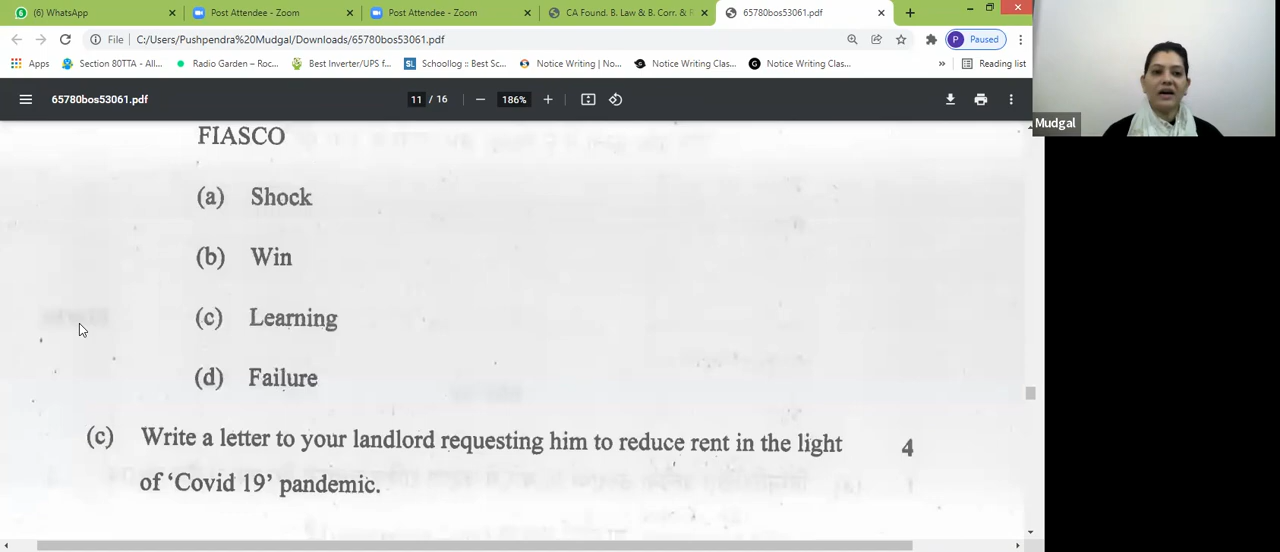 (6) WhatsApp
Post Attendee - Zoom
Post Attendee - Zoom
CA Found. B. Law & B. Corr. & R
65780bos53061.pdf
File C:/Users/Pushpendra%20Mudgal/Downloads/65780bos53061.pdf
P Paused
Apps Section 80TTA - All... Radio Garden – Roc... Best Inverter/UPS f... SL Schoollog :: Best Sc... Notice Writing | No... Notice Writing Clas... G Notice Writing Clas... » Reading list
65780bos53061.pdf 11 / 16 186%
Mudgal
FIASCO
(a) Shock
(b) Win
(c) Learning
(d) Failure
(c) Write a letter to your landlord requesting him to reduce rent in the light 4
of ‘Covid 19’ pandemic.